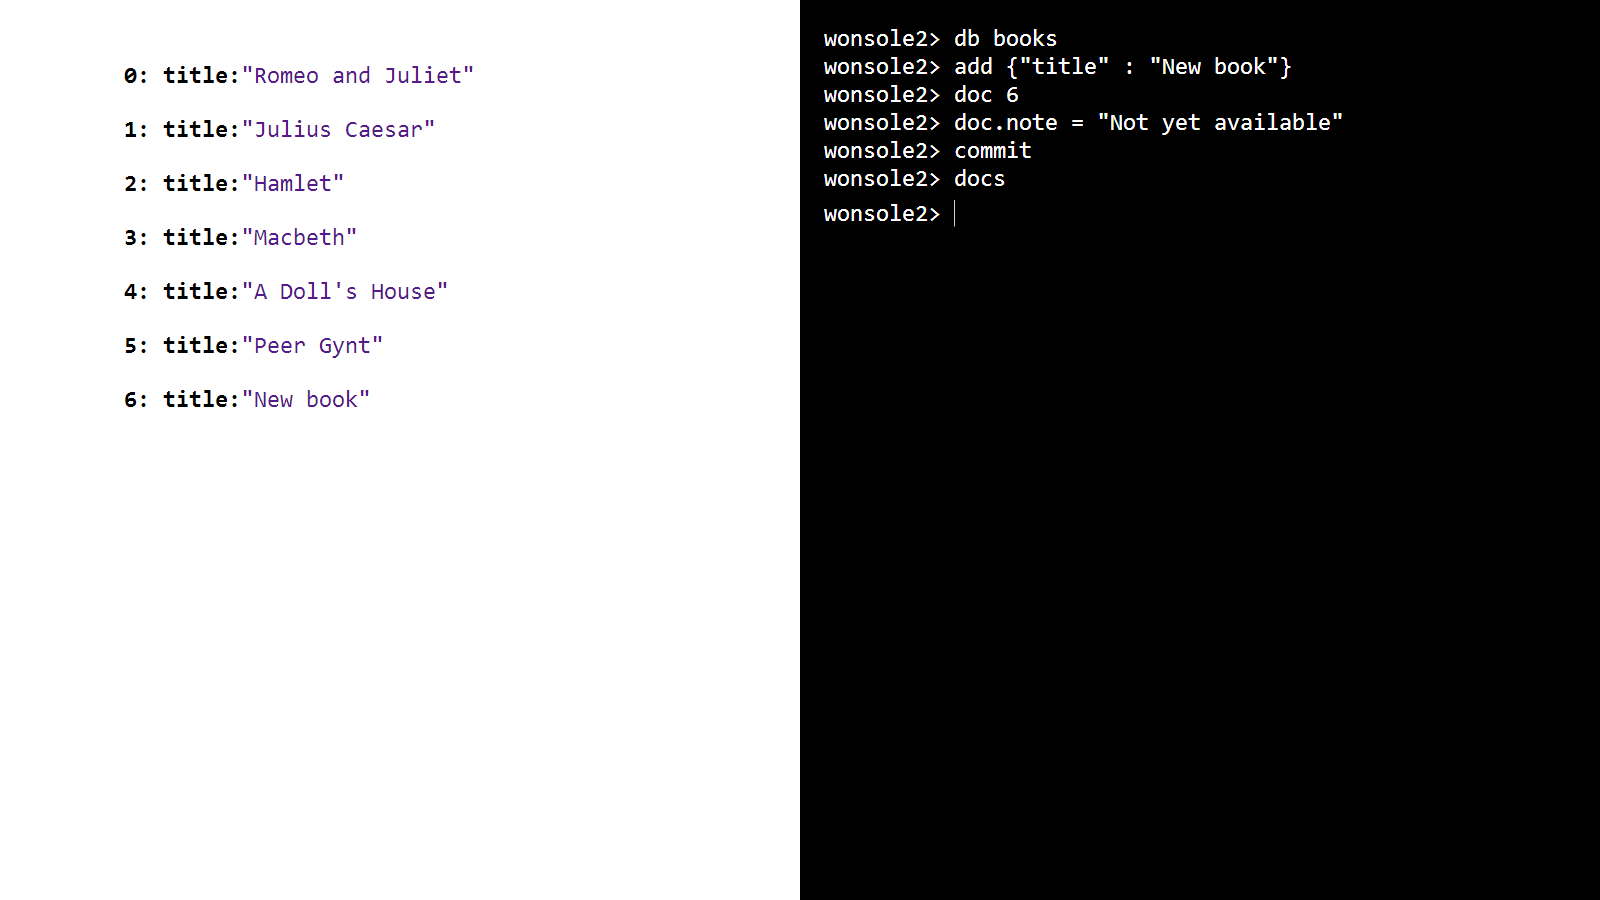 0: title:"Romeo and Juliet"
1: title:"Julius Caesar"
2: title:"Hamlet"
3: title:"Macbeth"
4: title:"A Doll's House"
5: title:"Peer Gynt"
6: title:"New book"
wonsole2> db books
wonsole2> add {"title" : "New book"}
wonsole2> doc 6
wonsole2> doc.note = "Not yet available"
wonsole2> commit
wonsole2> docs
wonsole2>